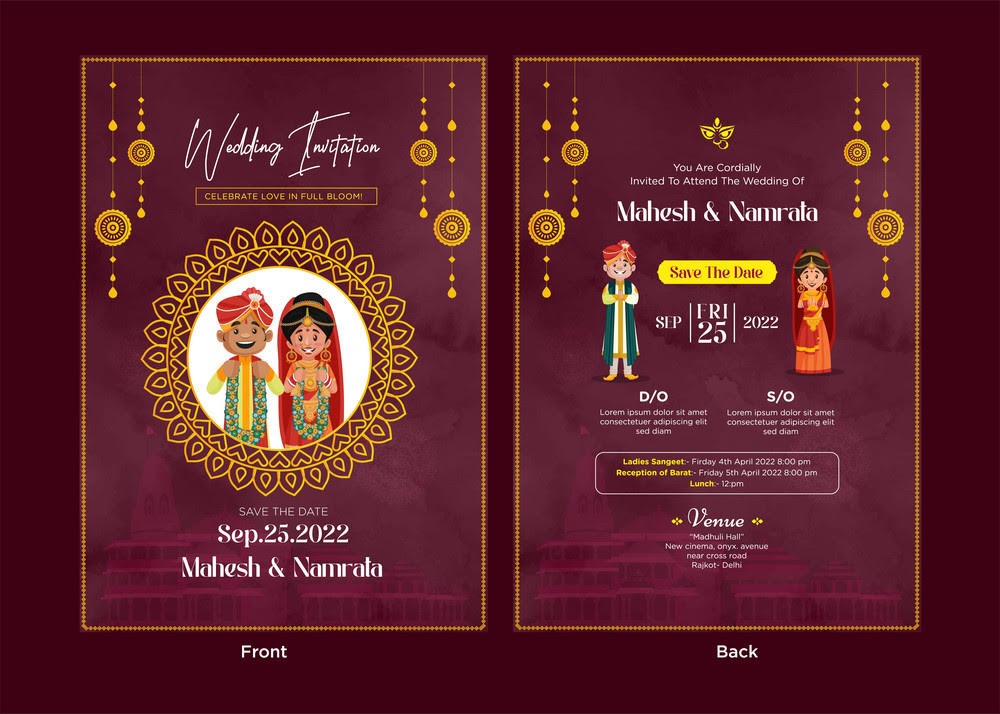 Wedding Invitation
CELEBRATE LOVE IN FULL BLOOM!
SAVE THE DATE
Sep.25.2022
Mahesh & Namrata
Front
You Are Cordially
Invited To Attend The Wedding Of
Mahesh & Namrata
Save The Date
SEP FRI 25 2022
D/O
Lorem ipsum dolor sit amet
consectetuer adipiscing elit
sed diam
S/O
Lorem ipsum dolor sit amet
consectetuer adipiscing elit
sed diam
Ladies Sangeet:- Firday 4th April 2022 8:00 pm
Reception of Barat:- Friday 5th April 2022 8:00 pm
Lunch:- 12:pm
Venue
"Madhuli Hall"
New cinema, onyx. avenue
near cross road
Rajkot- Delhi
Back